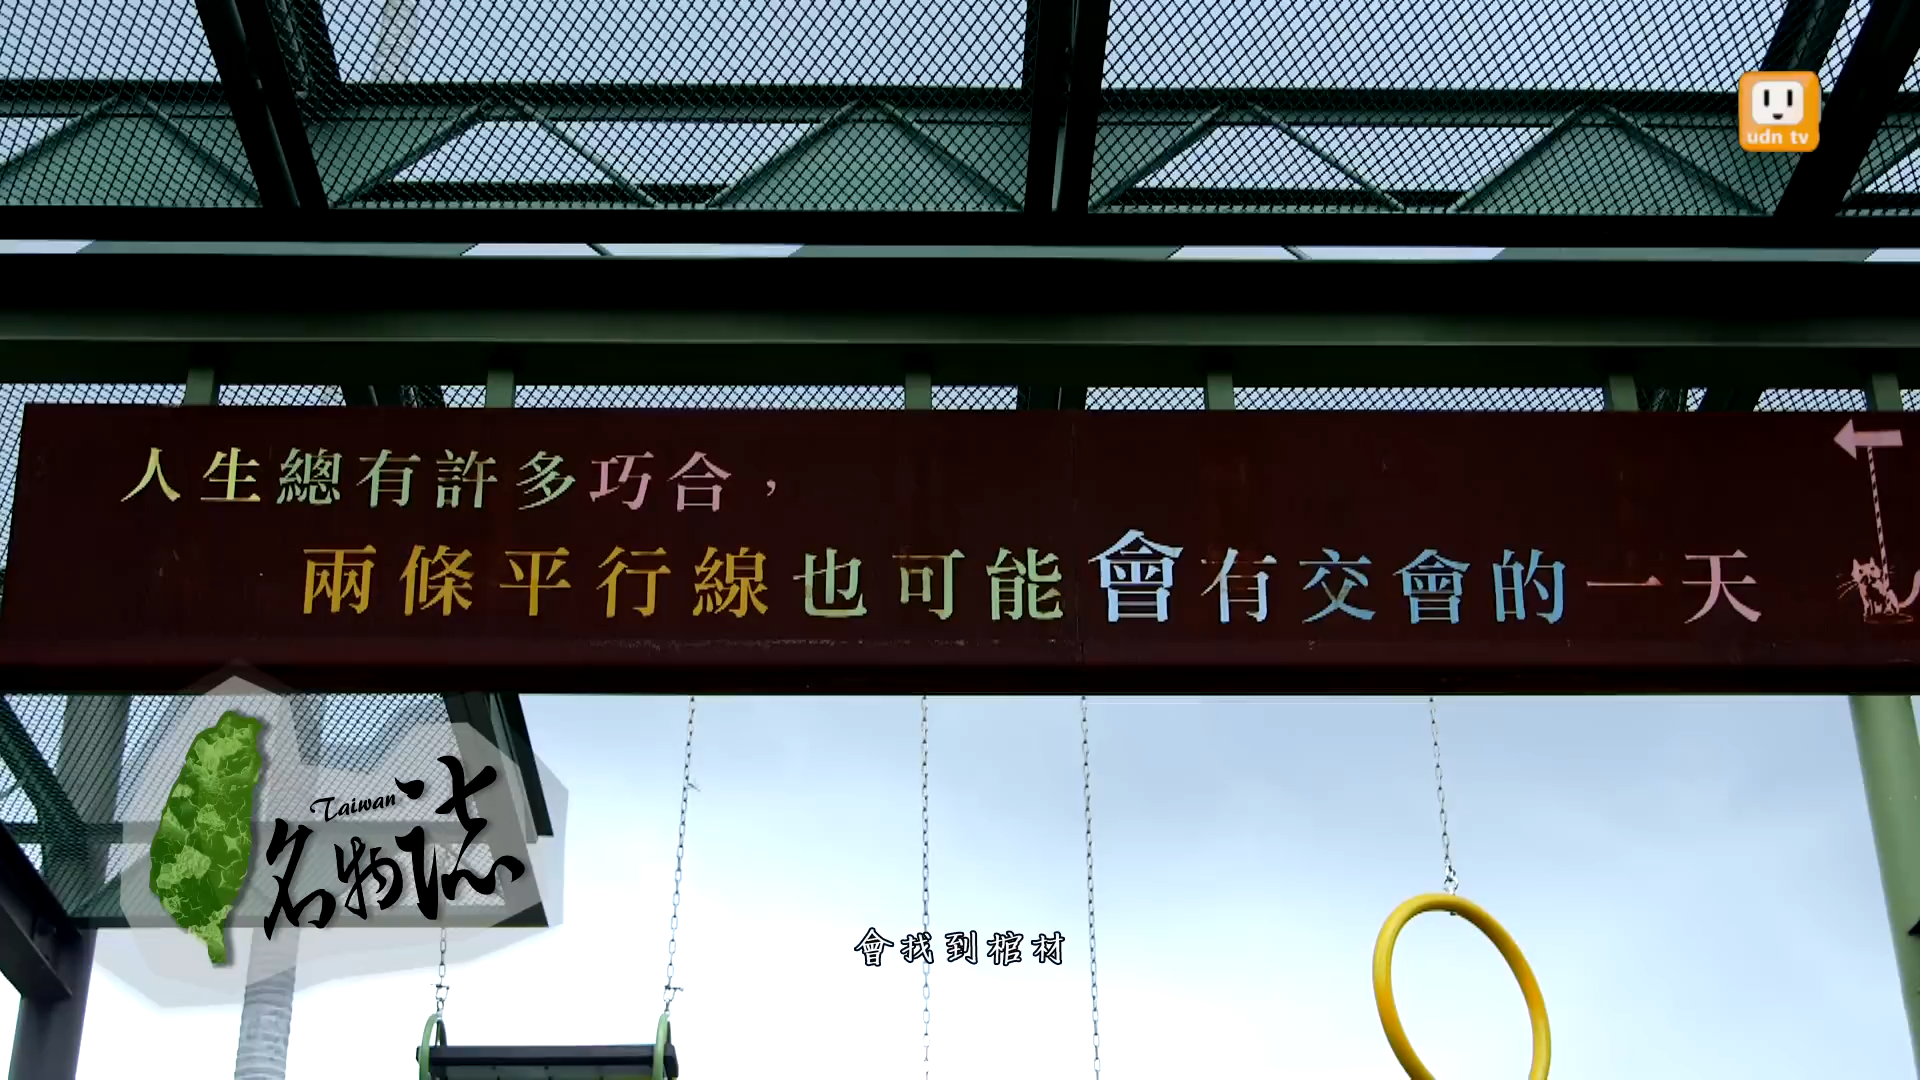 udn tv
人生總有許多巧合，
兩條平行線也可能會有交會的一天
Taiwan
名物誌
會找到棺材